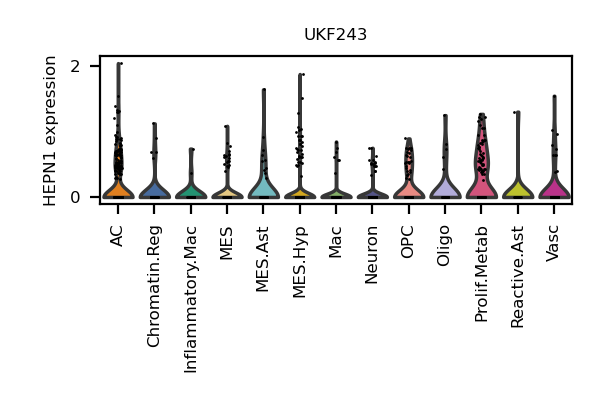 UKF243
HEPN1 expression
2
0
AC
Chromatin.Reg
Inflammatory.Mac
MES
MES.Ast
MES.Hyp
Mac
Neuron
OPC
Oligo
Prolif.Metab
Reactive.Ast
Vasc